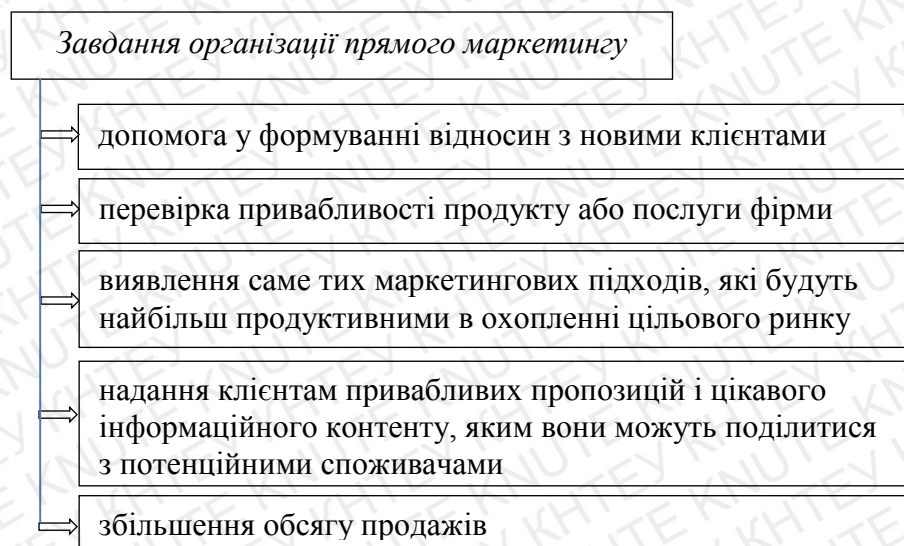 Завдання організації прямого маркетингу
допомога у формуванні відносин з новими клієнтами
перевірка привабливості продукту або послуги фірми
виявлення саме тих маркетингових підходів, які будуть
найбільш продуктивними в охопленні цільового ринку
надання клієнтам привабливих пропозицій і цікавого
інформаційного контенту, яким вони можуть поділитися
з потенційними споживачами
збільшення обсягу продажів